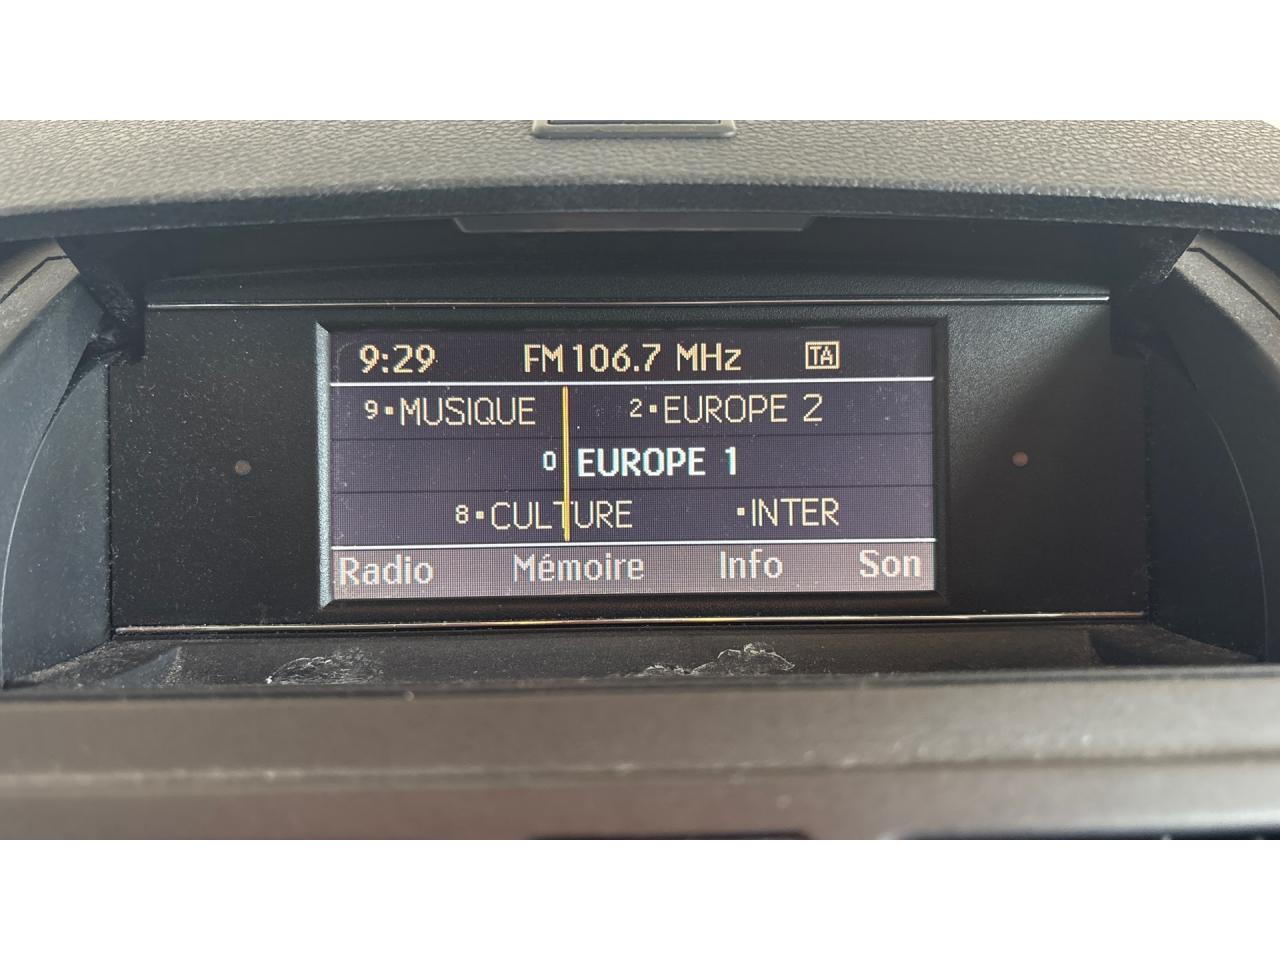 9:29 FM 106.7 MHz TA
9 MUSIQUE 2 EUROPE 2
0 EUROPE 1
8 CULTURE INTER
Radio Mémoire Info Son